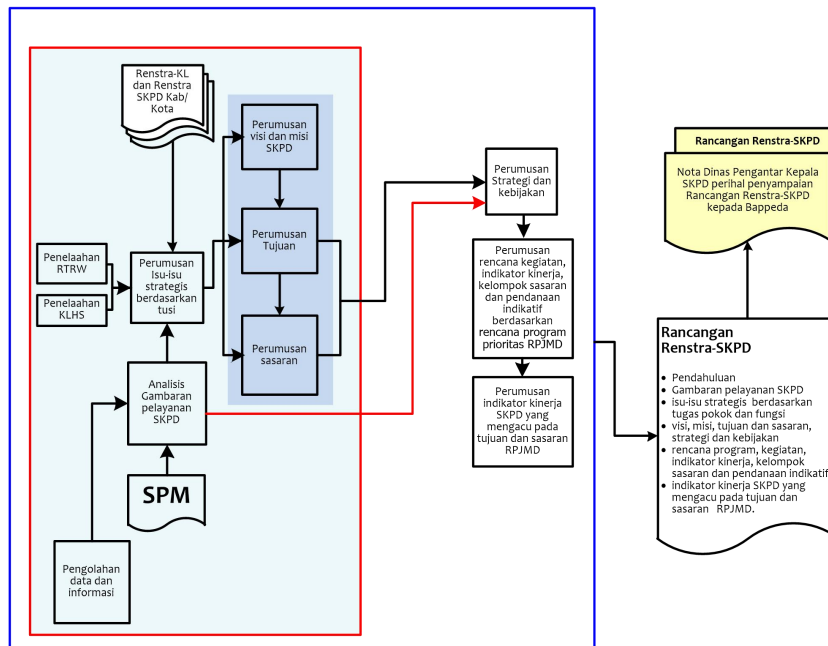 Renstra-KL
dan Renstra
SKPD Kab/
Kota
Perumusan
visi dan misi
SKPD
Perumusan
Tujuan
Perumusan
sasaran
Penelaahan
RTRW
Penelaahan
KLHS
Perumusan
Isu-isu
strategis
berdasarkan
tusi
Analisis
Gambaran
pelayanan
SKPD
SPM
Pengolahan
data dan
informasi
Perumusan
Strategi dan
kebijakan
Perumusan
rencana kegiatan,
indikator kinerja,
kelompok sasaran
dan pendanaan
indikatif
berdasarkan
rencana program
prioritas RPJMD
Perumusan
indikator kinerja
SKPD yang
mengacu pada
tujuan dan sasaran
RPJMD
Rancangan Renstra-SKPD
Nota Dinas Pengantar Kepala
SKPD perihal penyampaian
Rancangan Renstra-SKPD
kepada Bappeda
Rancangan
Renstra-SKPD
• Pendahuluan
• Gambaran pelayanan SKPD
• isu-isu strategis berdasarkan
tugas pokok dan fungsi
• visi, misi, tujuan dan sasaran,
strategi dan kebijakan
• rencana program, kegiatan,
indikator kinerja, kelompok
sasaran dan pendanaan indikatif
• indikator kinerja SKPD yang
mengacu pada tujuan dan
sasaran RPJMD.